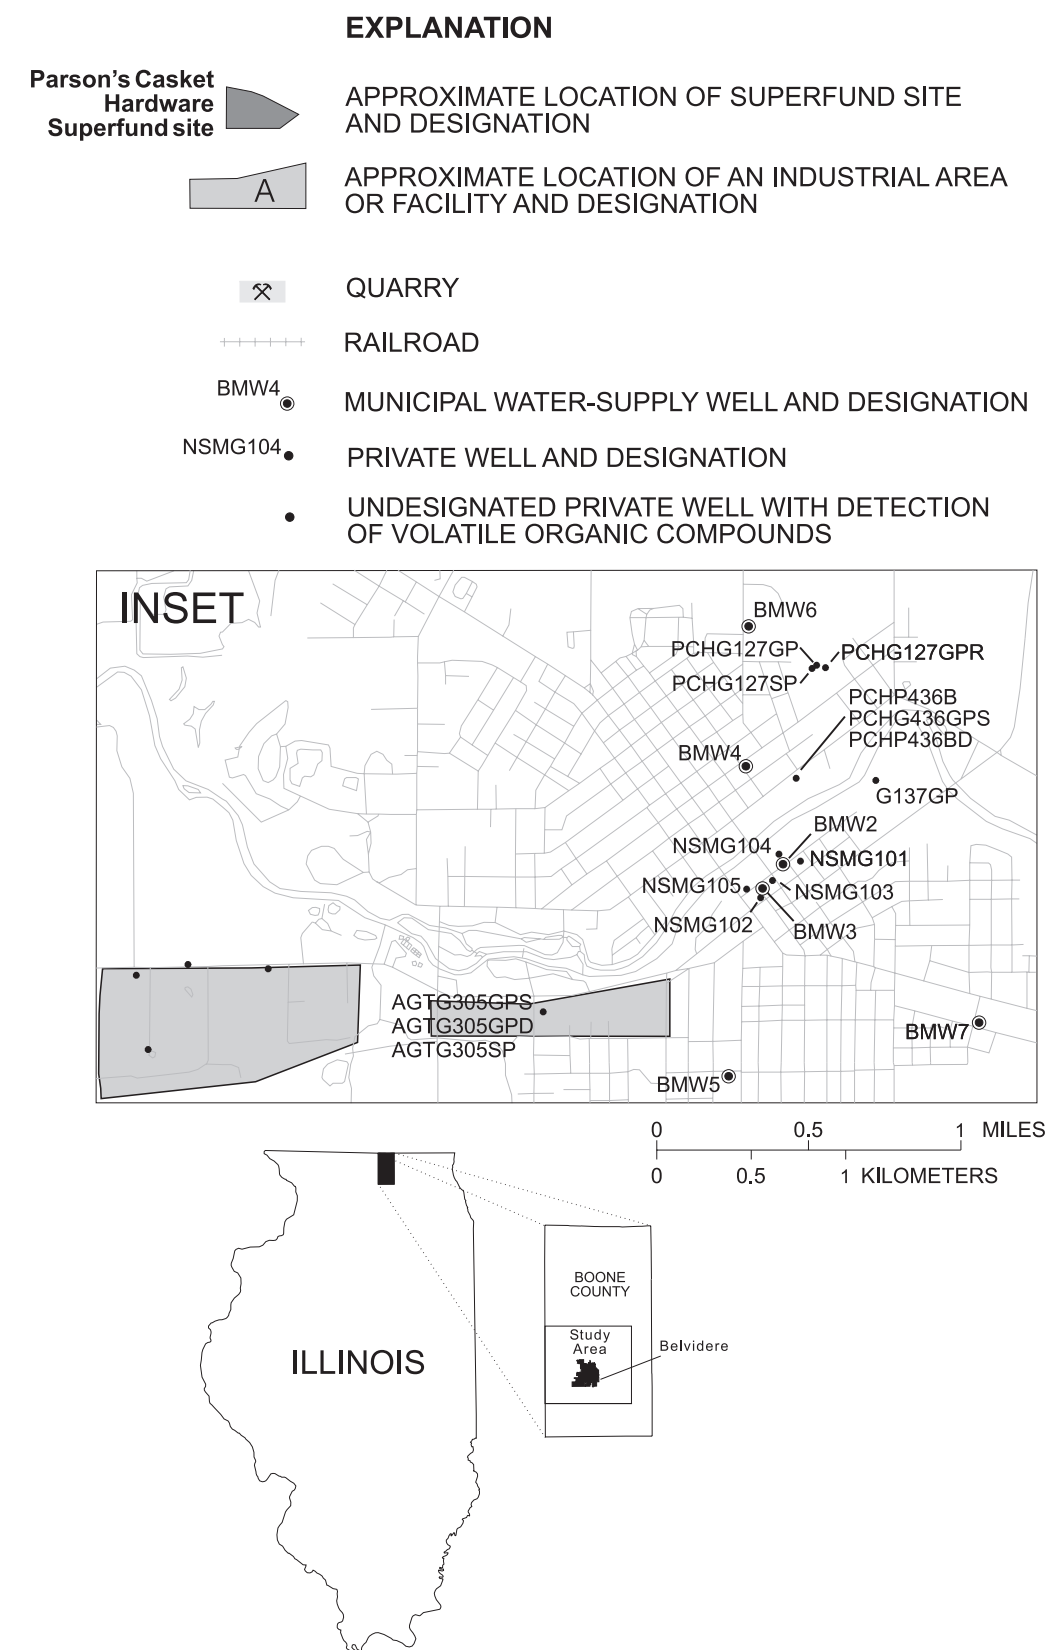 EXPLANATION
Parson's Casket
Hardware
Superfund site
APPROXIMATE LOCATION OF SUPERFUND SITE
AND DESIGNATION
A
APPROXIMATE LOCATION OF AN INDUSTRIAL AREA
OR FACILITY AND DESIGNATION
QUARRY
RAILROAD
BMW4
MUNICIPAL WATER-SUPPLY WELL AND DESIGNATION
NSMG104
PRIVATE WELL AND DESIGNATION
UNDESIGNATED PRIVATE WELL WITH DETECTION
OF VOLATILE ORGANIC COMPOUNDS
INSET
BMW6
PCHG127GP
PCHG127GPR
PCHG127SP
PCHP436B
PCHG436GPS
PCHP436BD
BMW4
G137GP
BMW2
NSMG104
NSMG101
NSMG105
NSMG103
NSMG102
BMW3
AGTG305GPS
AGTG305GPD
AGTG305SP
BMW7
BMW5
0 0.5 1 MILES
0 0.5 1 KILOMETERS
BOONE
COUNTY
Study
Area
Belvidere
ILLINOIS